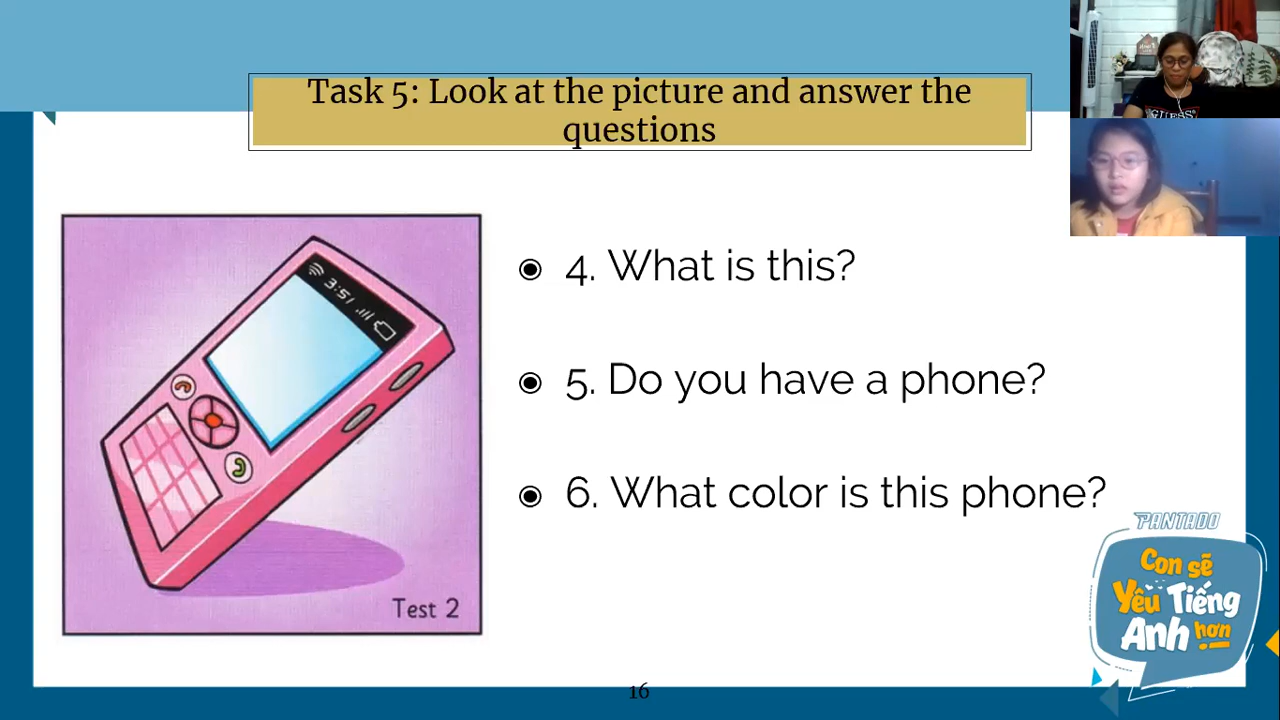 Task 5: Look at the picture and answer the
questions
3:51
Test 2
4. What is this?
5. Do you have a phone?
6. What color is this phone?
GUESS
PANTADO
Con sẽ
Yêu Tiếng
Anh hơn
16